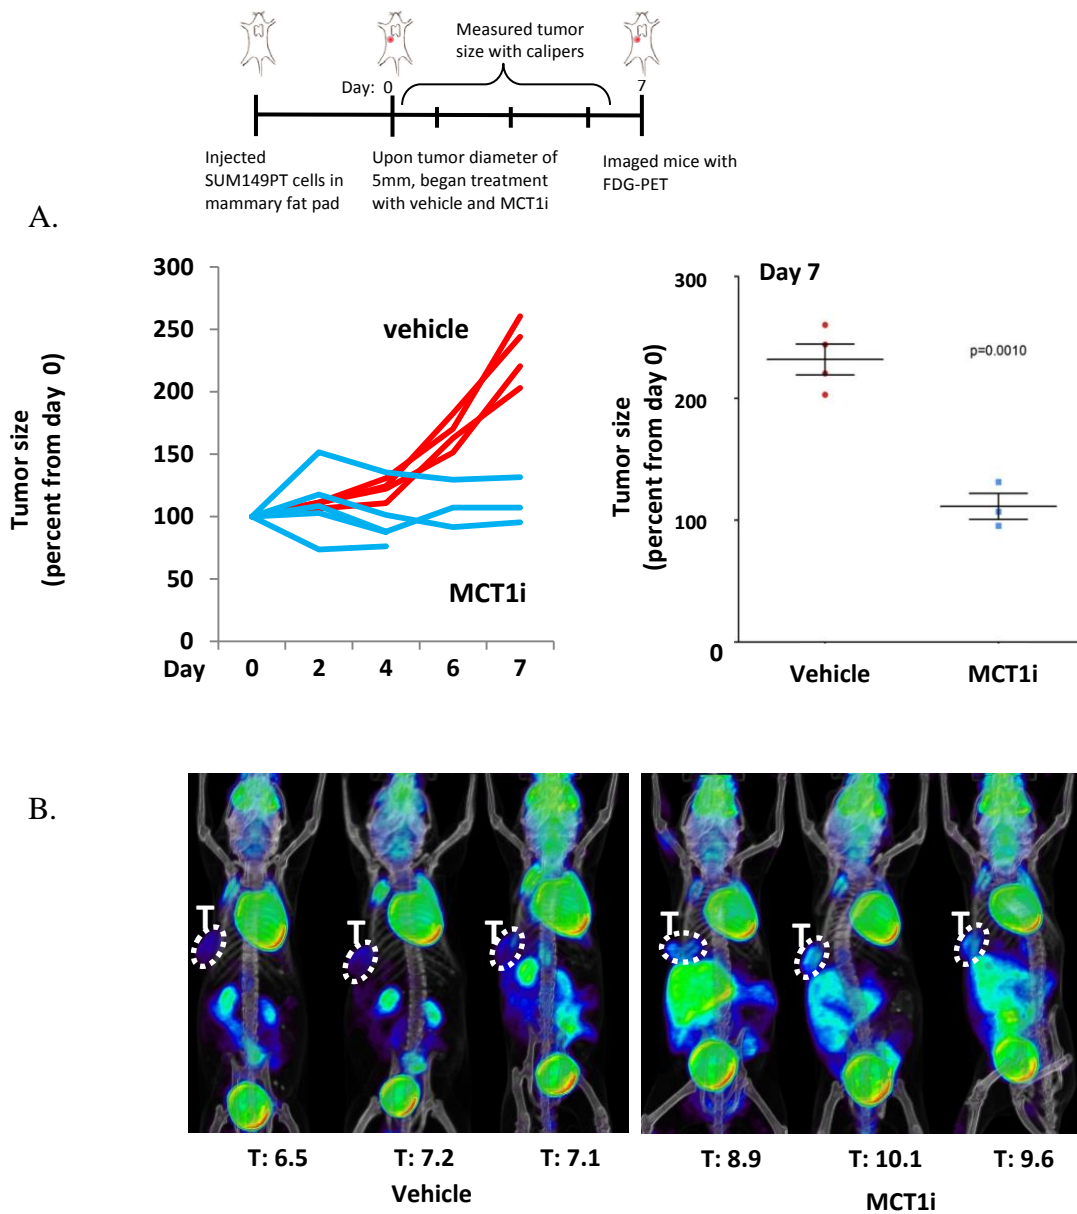 Measured tumor
size with calipers
Day: 0
7
Injected
SUM149PT cells in
mammary fat pad
Upon tumor diameter of
5mm, began treatment
with vehicle and MCT1i
Imaged mice with
FDG-PET
A.
Tumor size
(percent from day 0)
300
250
200
150
100
50
0
vehicle
MCT1i
Day 0 2 4 6 7
Tumor size
(percent from day 0)
Day 7
300
200
100
0
p=0.0010
Vehicle MCT1i
B.
T T T T T T
T: 6.5 T: 7.2 T: 7.1 T: 8.9 T: 10.1 T: 9.6
Vehicle MCT1i